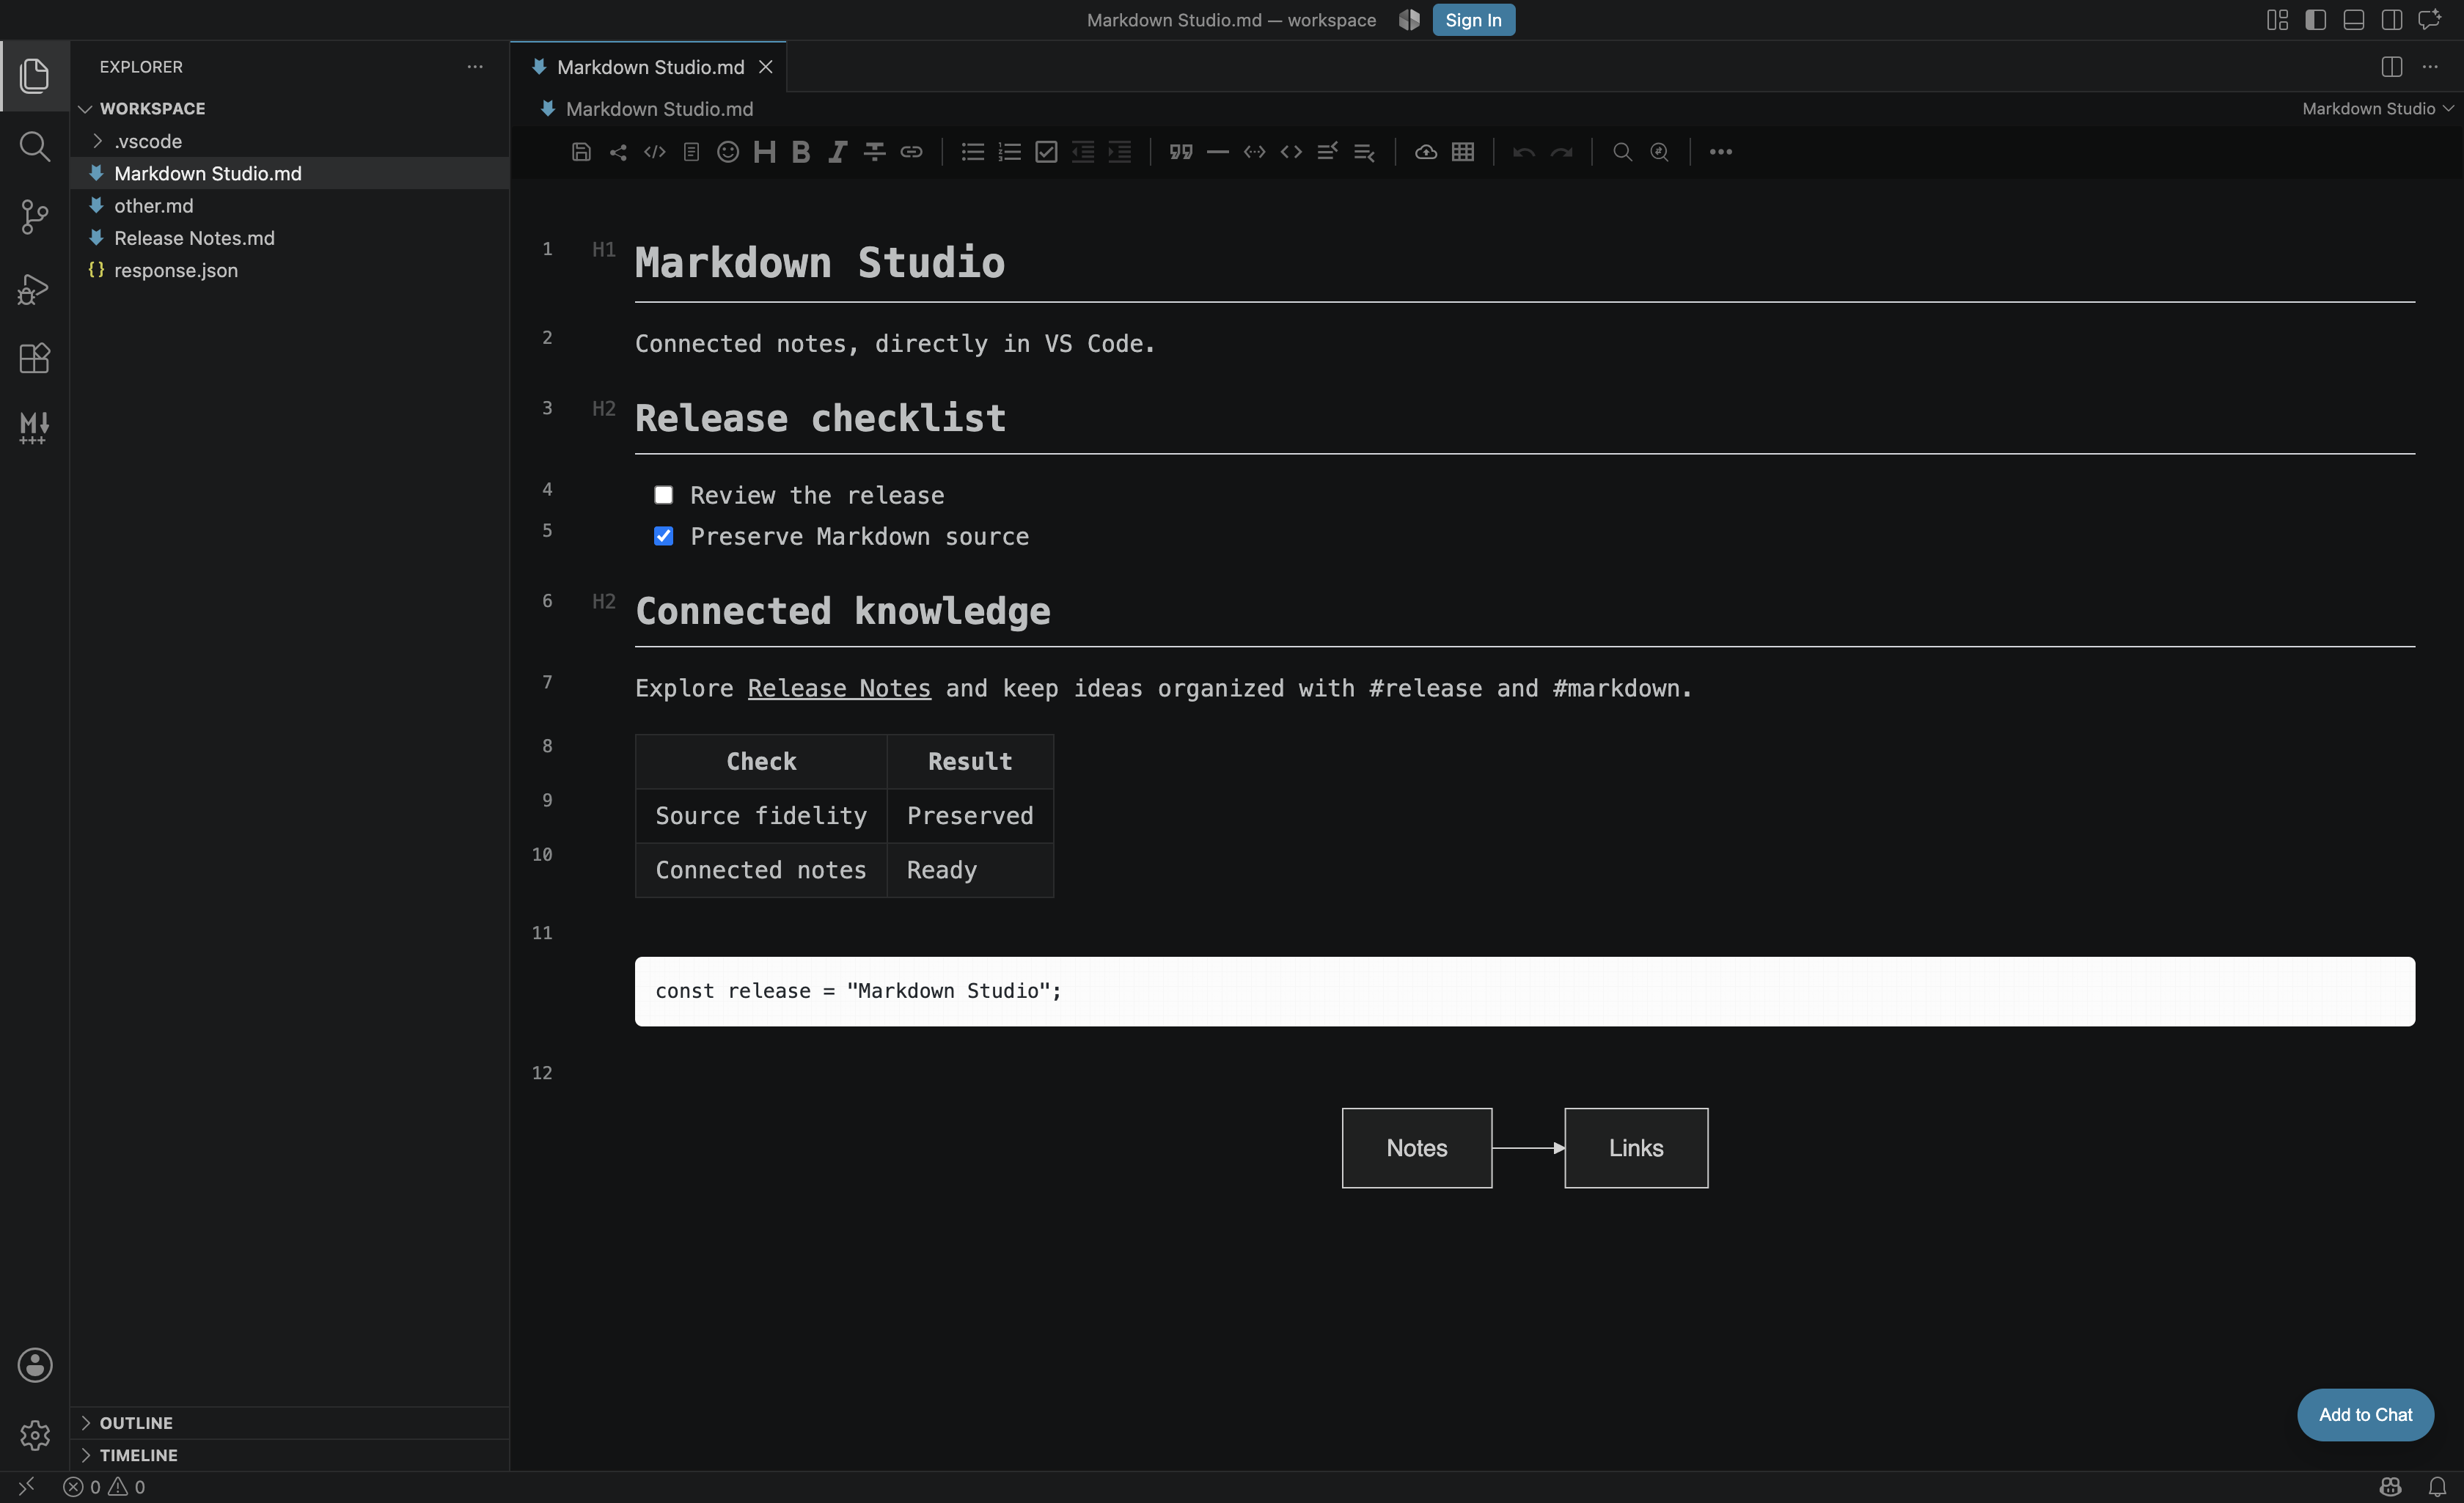 Markdown Studio.md — workspace
Sign In
EXPLORER
WORKSPACE
.vscode
Markdown Studio.md
other.md
Release Notes.md
response.json
OUTLINE
TIMELINE
Markdown Studio.md
Markdown Studio.md
Markdown Studio
1 H1 Markdown Studio
2 Connected notes, directly in VS Code.
3 H2 Release checklist
4 Review the release
5 Preserve Markdown source
6 H2 Connected knowledge
7 Explore Release Notes and keep ideas organized with #release and #markdown.
8 Check Result
9 Source fidelity Preserved
10 Connected notes Ready
11
const release = "Markdown Studio";
12
Notes Links
Add to Chat
0 0